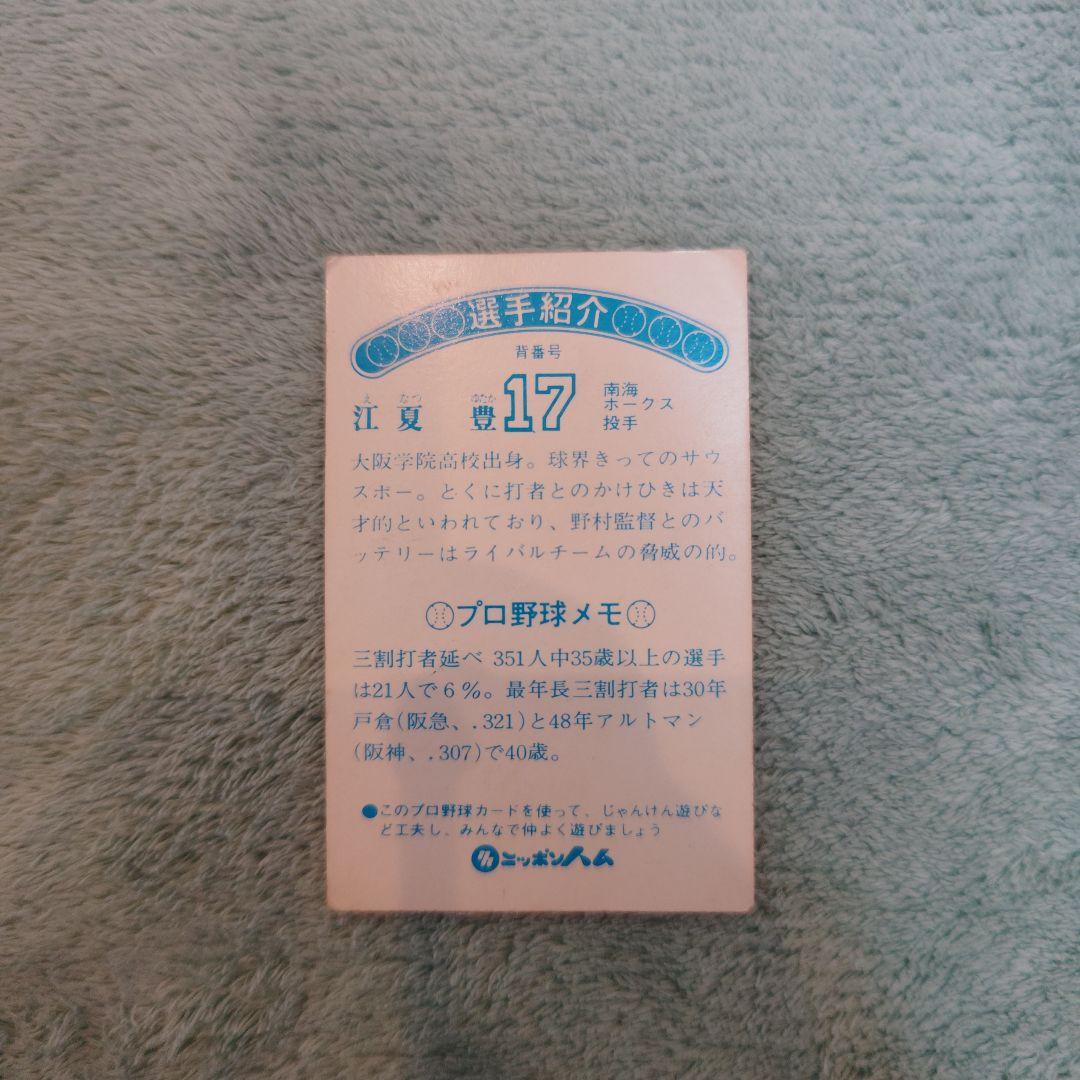 選手紹介
背番号
え なつ ゆたか
江夏 豊 17 南海
ホークス
投手
大阪学院高校出身。球界きってのサウ
スポー。とくに打者とのかけひきは天
才的といわれており、野村監督とのバ
ッテリーはライバルチームの脅威の的。
プロ野球メモ
三割打者延べ 351人中35歳以上の選手
は21人で6%。最年長三割打者は30年
戸倉(阪急、.321)と48年アルトマン
(阪神、.307)で40歳。
●このプロ野球カードを使って、じゃんけん遊びな
ど工夫し、みんなで仲よく遊びましょう
ニッポンハム